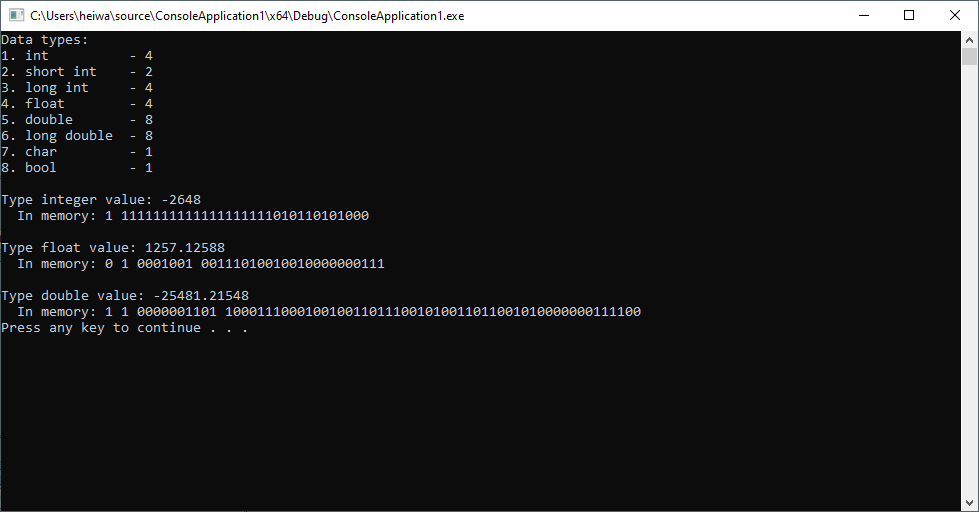 C:\Users\heiwa\source\ConsoleApplication1\x64\Debug\ConsoleApplication1.exe
Data types:
1. int          - 4
2. short int    - 2
3. long int     - 4
4. float        - 4
5. double       - 8
6. long double  - 8
7. char         - 1
8. bool         - 1
Type integer value: -2648
  In memory: 1 1111111111111111111010110101000
Type float value: 1257.12588
  In memory: 0 1 0001001 00111010010010000000111
Type double value: -25481.21548
  In memory: 1 1 0000001101 1000111000100100110111001010011011001010000000111100
Press any key to continue . . .